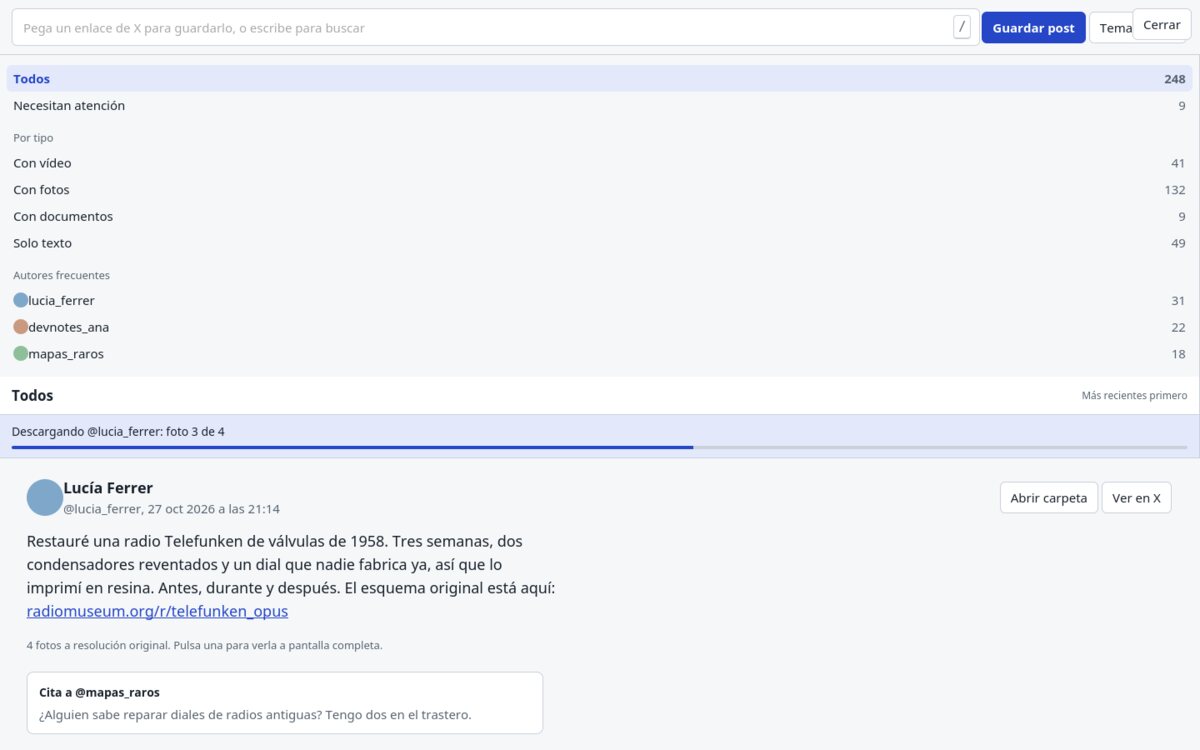 Pega un enlace de X para guardarlo, o escribe para buscar
/
Guardar post
Tema
Cerrar
Todos 248
Necesitan atención 9
Por tipo
Con vídeo 41
Con fotos 132
Con documentos 9
Solo texto 49
Autores frecuentes
lucia_ferrer 31
devnotes_ana 22
mapas_raros 18
Todos
Más recientes primero
Descargando @lucia_ferrer: foto 3 de 4
Lucía Ferrer
@lucia_ferrer, 27 oct 2026 a las 21:14
Abrir carpeta
Ver en X
Restauré una radio Telefunken de válvulas de 1958. Tres semanas, dos
condensadores reventados y un dial que nadie fabrica ya, así que lo
imprimí en resina. Antes, durante y después. El esquema original está aquí:
radiomuseum.org/r/telefunken_opus
4 fotos a resolución original. Pulsa una para verla a pantalla completa.
Cita a @mapas_raros
¿Alguien sabe reparar diales de radios antiguas? Tengo dos en el trastero.